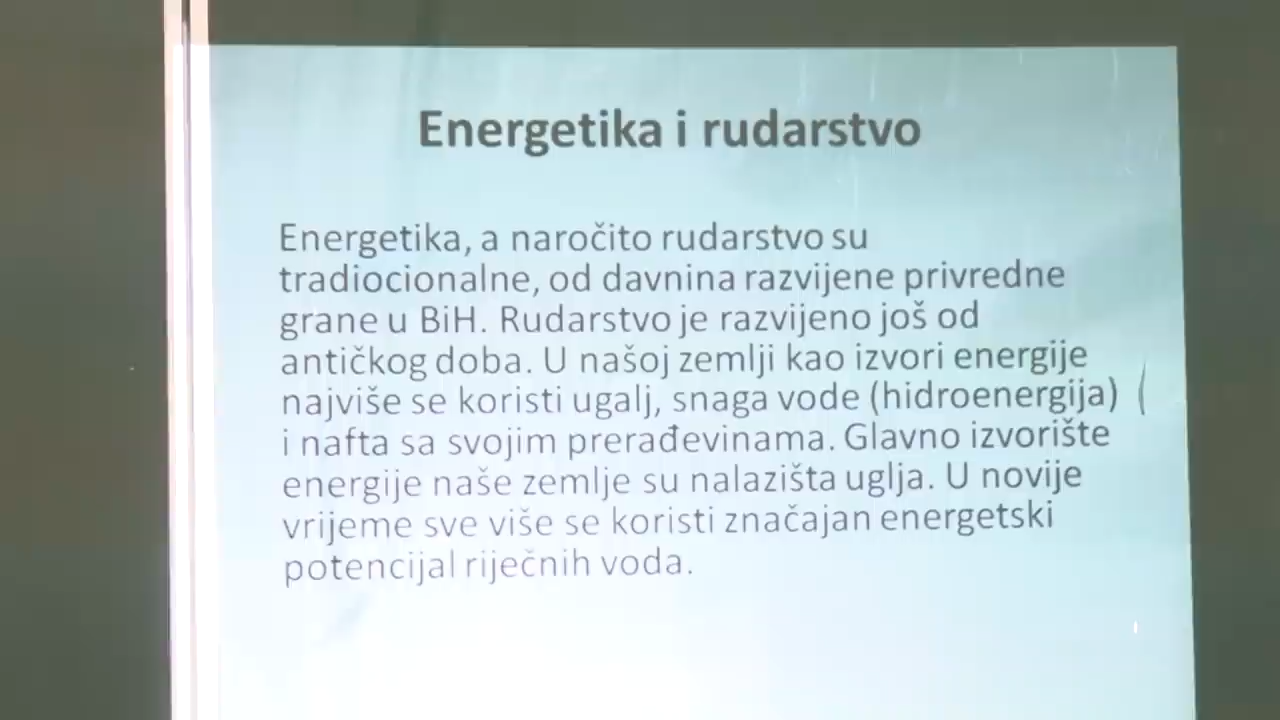 Energetika i rudarstvo
Energetika, a naročito rudarstvo su
tradiocionalne, od davnina razvijene privredne
grane u BiH. Rudarstvo je razvijeno još od
antičkog doba. U našoj zemlji kao izvori energije
najviše se koristi ugalj, snaga vode (hidroenergija)
i nafta sa svojim prerađevinama. Glavno izvorište
energije naše zemlje su nalazišta uglja. U novije
vrijeme sve više se koristi značajan energetski
potencijal riječnih voda.